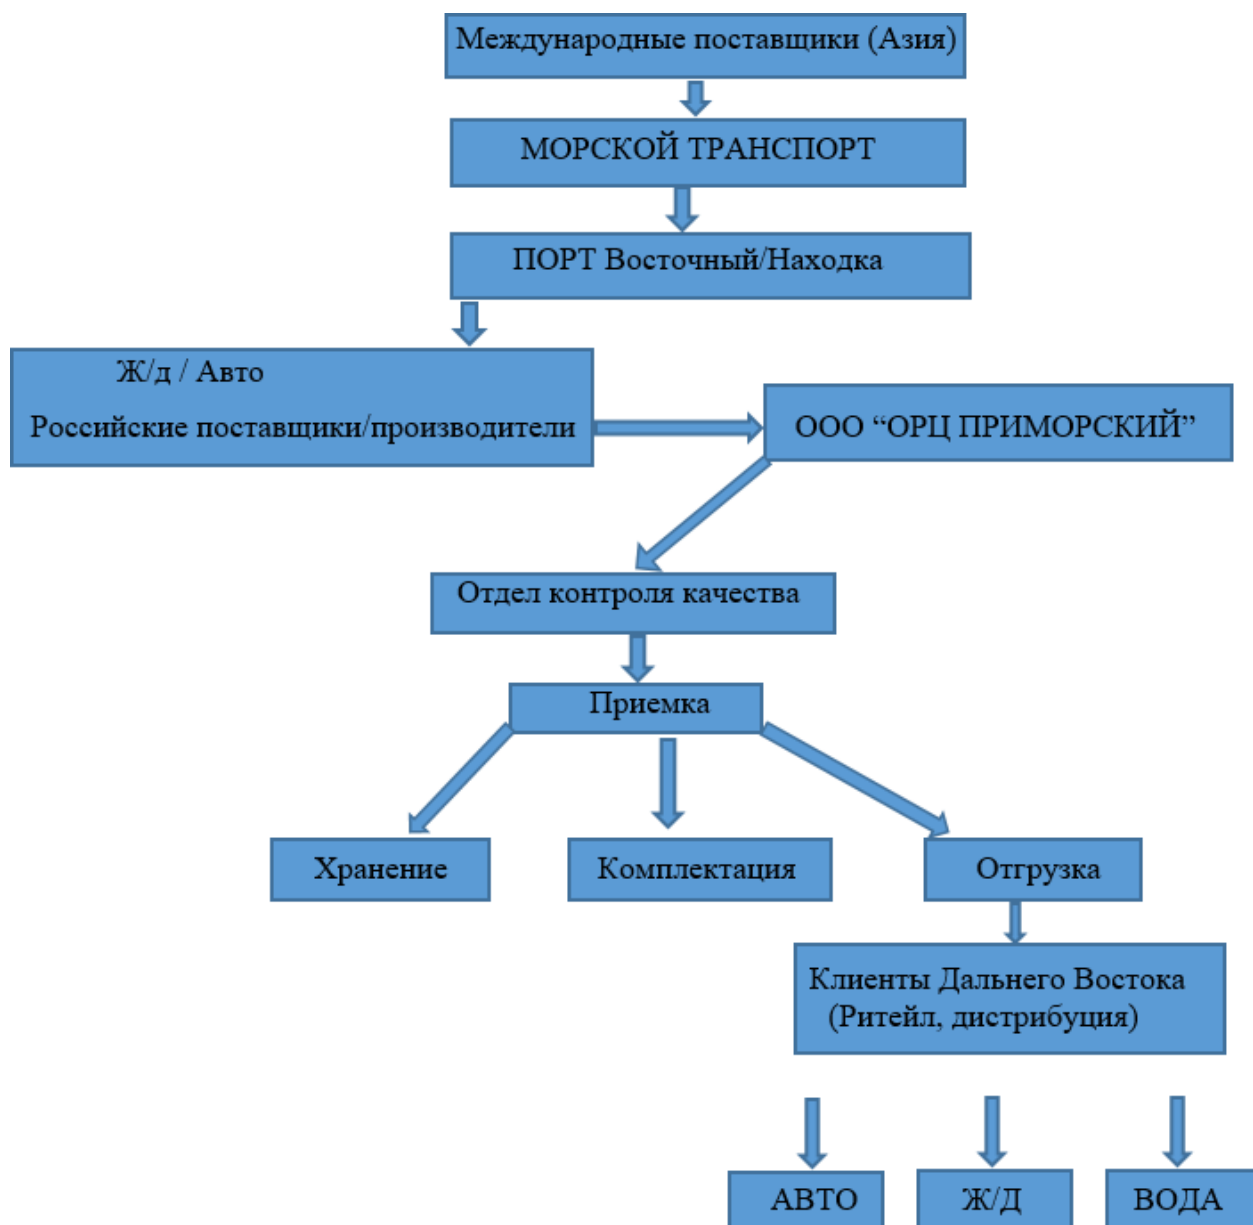 Международные поставщики (Азия)
МОРСКОЙ ТРАНСПОРТ
ПОРТ Восточный/Находка
Ж/д / Авто
Российские поставщики/производители
ООО “ОРЦ ПРИМОРСКИЙ”
Отдел контроля качества
Приемка
Хранение
Комплектация
Отгрузка
Клиенты Дальнего Востока
(Ритейл, дистрибуция)
АВТО
Ж/Д
ВОДА